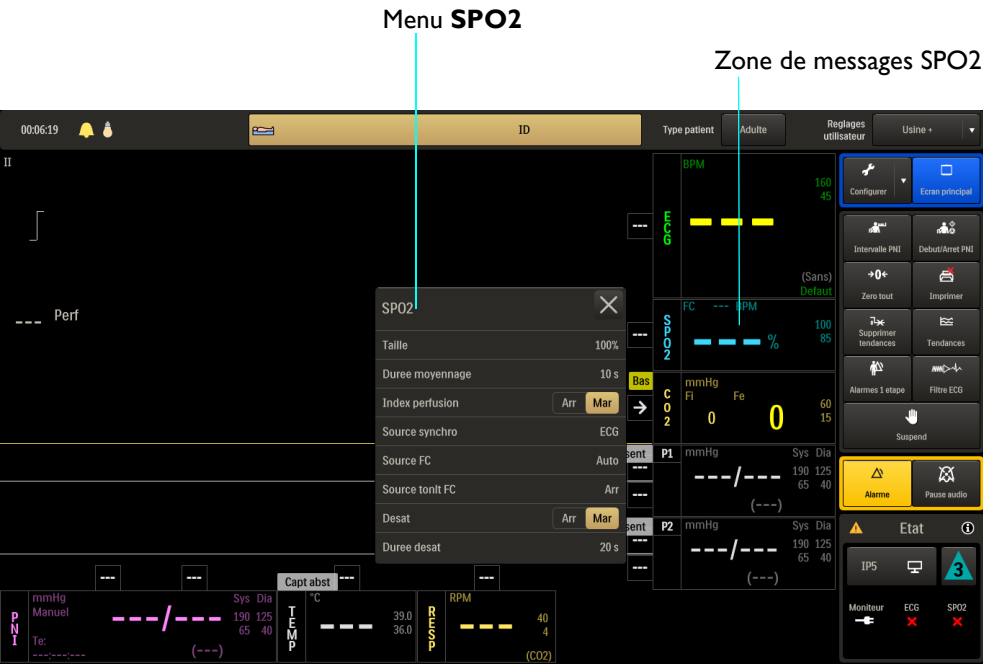 Menu SPO2
Zone de messages SPO2
00:06:19
ID
Type patient
Adulte
Reglages
utilisateur
Usine +
II
Perf
---
SPO2
Taille 100%
Duree moyennage 10 s
Index perfusion Arr Mar
Source synchro ECG
Source FC Auto
Source tonlt FC Arr
Desat Arr Mar
Duree desat 20 s
---
ECG
BPM
160
45
---
(Sans)
Defaut
---
SPO2
FC --- BPM
100
85
--- %
Bas
CO2
mmHg
Fi Fe
0 0
60
15
sent
---
---
P1 mmHg Sys Dia
190 125
65 40
---/---
(---)
sent
---
---
P2 mmHg Sys Dia
190 125
65 40
---/---
(---)
--- --- Capt abst --- ---
PNI
mmHg Sys Dia
Manuel
190 125
65 40
---/---
Te:
---:---:---
(---)
TEMP
°C
39.0
36.0
---
RESP
RPM
40
4
---
(CO2)
Configurer
Ecran principal
Intervalle PNI
Debut/Arret PNI
→0←
Zero tout
Imprimer
Supprimer
tendances
Tendances
Alarmes 1 etape
Filtre ECG
Suspend
Alarme
Pause audio
Etat
IP5
3
Moniteur ECG SPO2